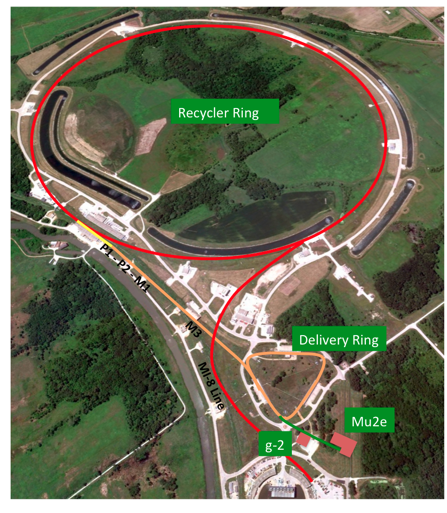 Recycler Ring
P1 - P2 - M1
M3
Delivery Ring
MI-8 Line
Mu2e
g-2